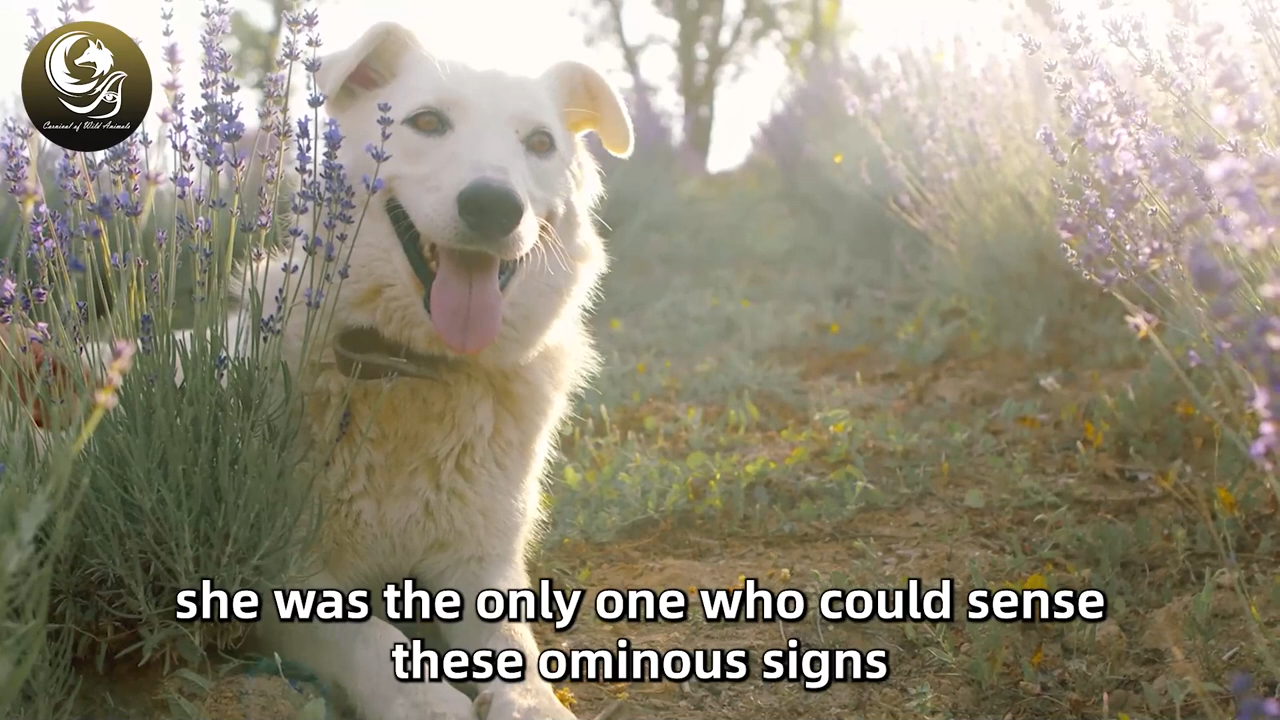 Carnival of Wild Animals
she was the only one who could sense
these ominous signs